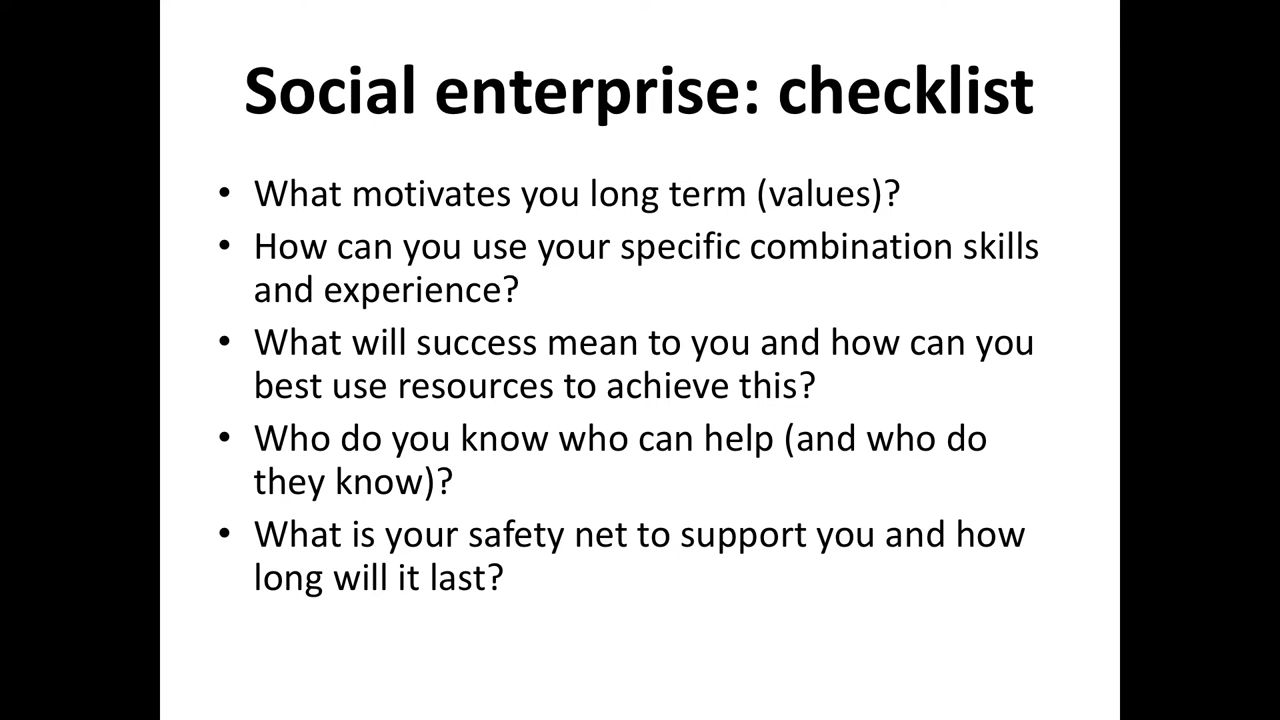 Social enterprise: checklist
• What motivates you long term (values)?
• How can you use your specific combination skills
and experience?
• What will success mean to you and how can you
best use resources to achieve this?
• Who do you know who can help (and who do
they know)?
• What is your safety net to support you and how
long will it last?